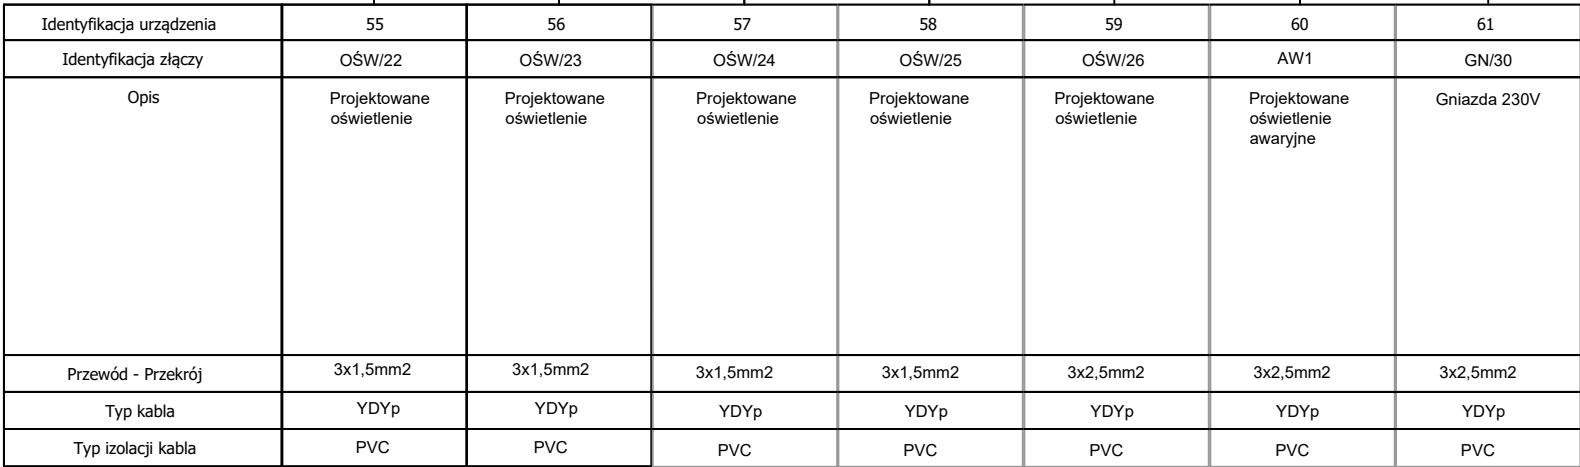 Identyfikacja urządzenia 55 56 57 58 59 60 61
Identyfikacja złączy OŚW/22 OŚW/23 OŚW/24 OŚW/25 OŚW/26 AW1 GN/30
Opis Projektowane Projektowane Projektowane Projektowane Projektowane Projektowane Gniazda 230V
oświetlenie oświetlenie oświetlenie oświetlenie oświetlenie oświetlenie
awaryjne
Przewód - Przekrój 3x1,5mm2 3x1,5mm2 3x1,5mm2 3x1,5mm2 3x2,5mm2 3x2,5mm2 3x2,5mm2
Typ kabla YDYp YDYp YDYp YDYp YDYp YDYp YDYp
Typ izolacji kabla PVC PVC PVC PVC PVC PVC PVC